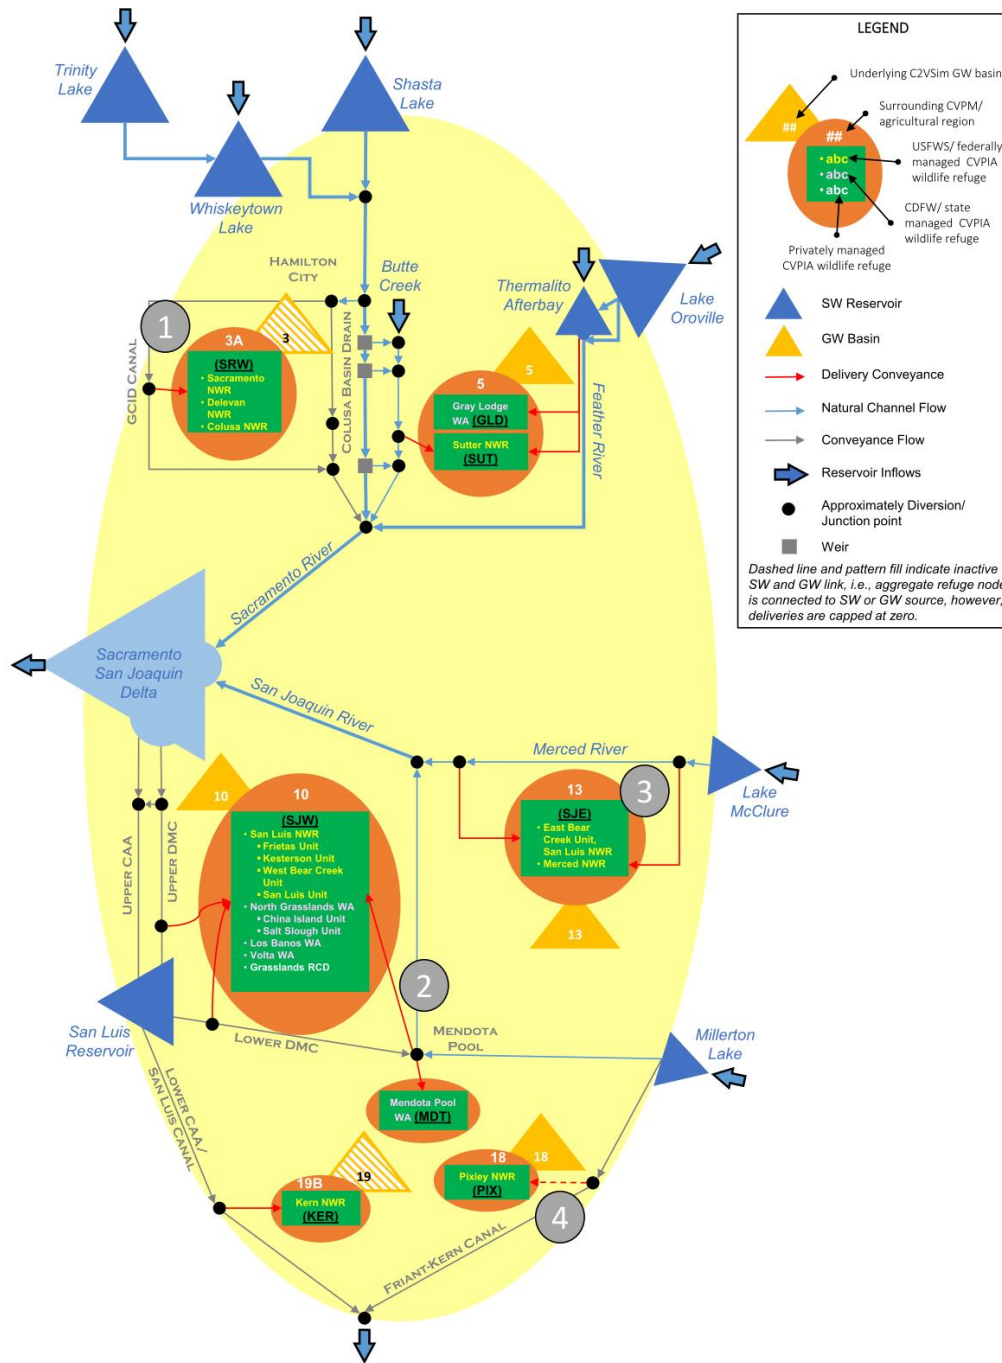 Trinity
Lake
Shasta
Lake
Whiskeytown
Lake
HAMILTON
CITY
Butte
Creek
Thermalito
Afterbay
Lake
Oroville
1
GCID CANAL
3A
3
(SRW)
• Sacramento
NWR
• Delevan
NWR
• Colusa NWR
COLUSA BASIN DRAIN
5
5
Gray Lodge
WA (GLD)
Sutter NWR
(SUT)
Feather River
Sacramento River
Sacramento
San Joaquin
Delta
San Joaquin River
Merced River
Lake
McClure
UPPER CAA
UPPER DMC
10
10
(SJW)
• San Luis NWR
▪ Frietas Unit
▪ Kesterson Unit
▪ West Bear Creek
Unit
▪ San Luis Unit
• North Grasslands WA
▪ China Island Unit
▪ Salt Slough Unit
• Los Banos WA
• Volta WA
• Grasslands RCD
13
3
(SJE)
• East Bear
Creek Unit,
San Luis NWR
• Merced NWR
13
2
San Luis
Reservoir
LOWER DMC
MENDOTA
POOL
Millerton
Lake
LOWER CAA/
SAN LUIS CANAL
Mendota Pool
WA (MDT)
19
19B
Kern NWR
(KER)
18
18
Pixley NWR
(PIX)
4
FRIANT-KERN CANAL
LEGEND
Underlying C2VSim GW basin
##
Surrounding CVPM/
agricultural region
##
• abc
• abc
• abc
USFWS/ federally
managed CVPIA
wildlife refuge
CDFW/ state
managed CVPIA
wildlife refuge
Privately managed
CVPIA wildlife refuge
SW Reservoir
GW Basin
Delivery Conveyance
Natural Channel Flow
Conveyance Flow
Reservoir Inflows
Approximately Diversion/
Junction point
Weir
Dashed line and pattern fill indicate inactive
SW and GW link, i.e., aggregate refuge node
is connected to SW or GW source, however,
deliveries are capped at zero.